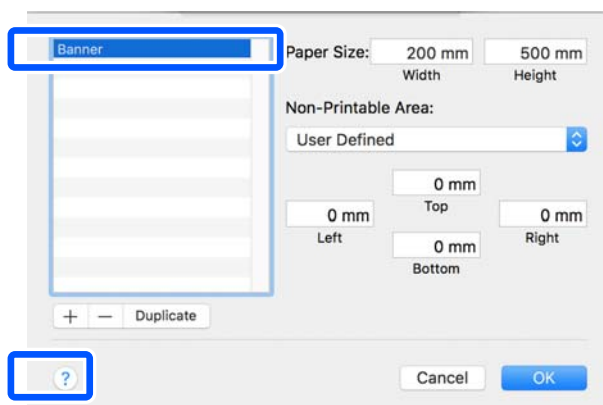 Banner
Paper Size: 200 mm 500 mm
Width Height
Non-Printable Area:
User Defined
0 mm
Top
0 mm 0 mm
Left Right
0 mm
Bottom
+ − Duplicate
? Cancel OK